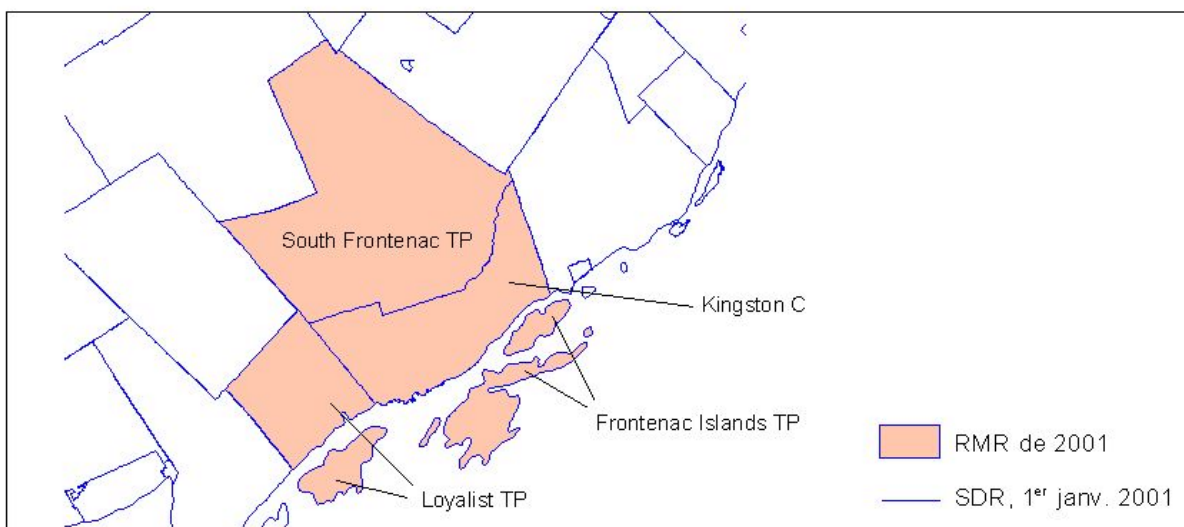 South Frontenac TP
Kingston C
Frontenac Islands TP
Loyalist TP
RMR de 2001
SDR, 1er janv. 2001